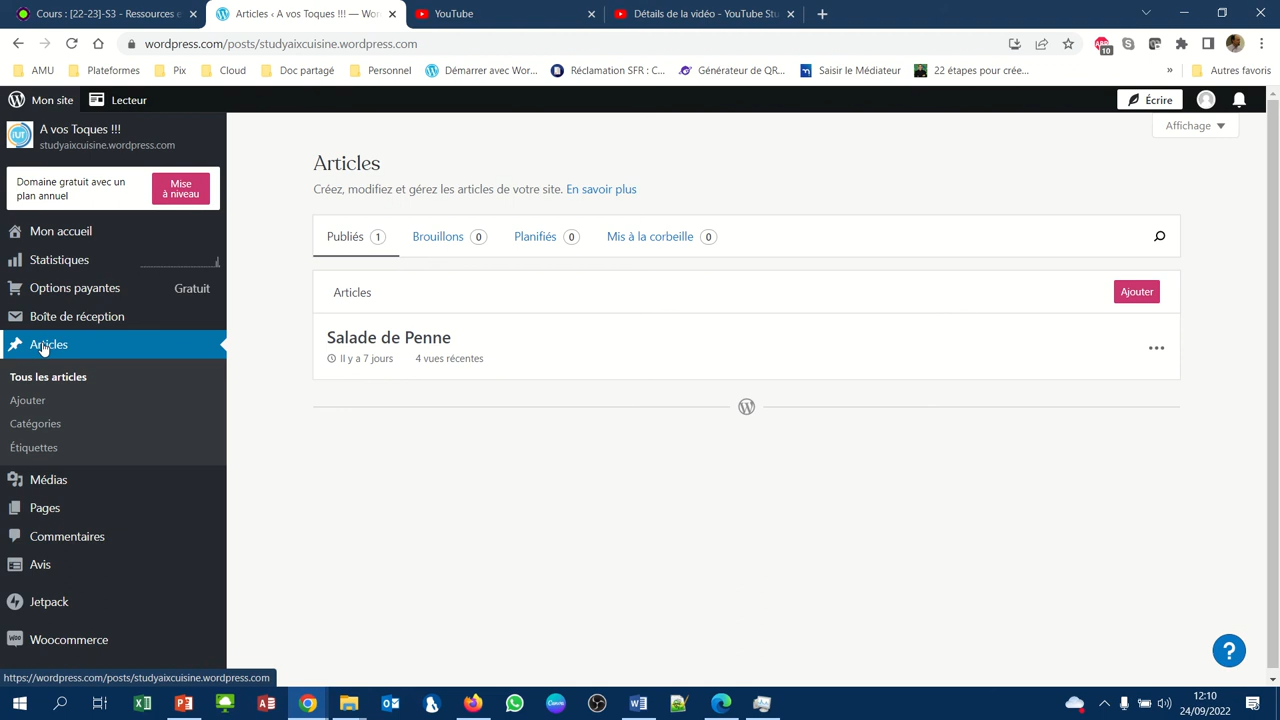 Cours : [22-23]-S3 - Ressources e
Articles ‹ A vos Toques !!! — Wor
YouTube
Détails de la vidéo - YouTube Stu
wordpress.com/posts/studyaixcuisine.wordpress.com
ABP
10
AMU
Plateformes
Pix
Cloud
Doc partagé
Personnel
Démarrer avec Wor...
Réclamation SFR : C...
Générateur de QR...
Saisir le Médiateur
22 étapes pour crée...
»
Autres favoris
Mon site
Lecteur
Écrire
IUT
A vos Toques !!!
studyaixcuisine.wordpress.com
Affichage
Domaine gratuit avec un
plan annuel
Mise
à niveau
Mon accueil
Statistiques
Options payantes
Gratuit
Boîte de réception
Articles
Tous les articles
Ajouter
Catégories
Étiquettes
Médias
Pages
Commentaires
Avis
Jetpack
Woocommerce
Articles
Créez, modifiez et gérez les articles de votre site. En savoir plus
Publiés 1
Brouillons 0
Planifiés 0
Mis à la corbeille 0
Articles
Ajouter
Salade de Penne
Il y a 7 jours
4 vues récentes
?
https://wordpress.com/posts/studyaixcuisine.wordpress.com
12:10
24/09/2022